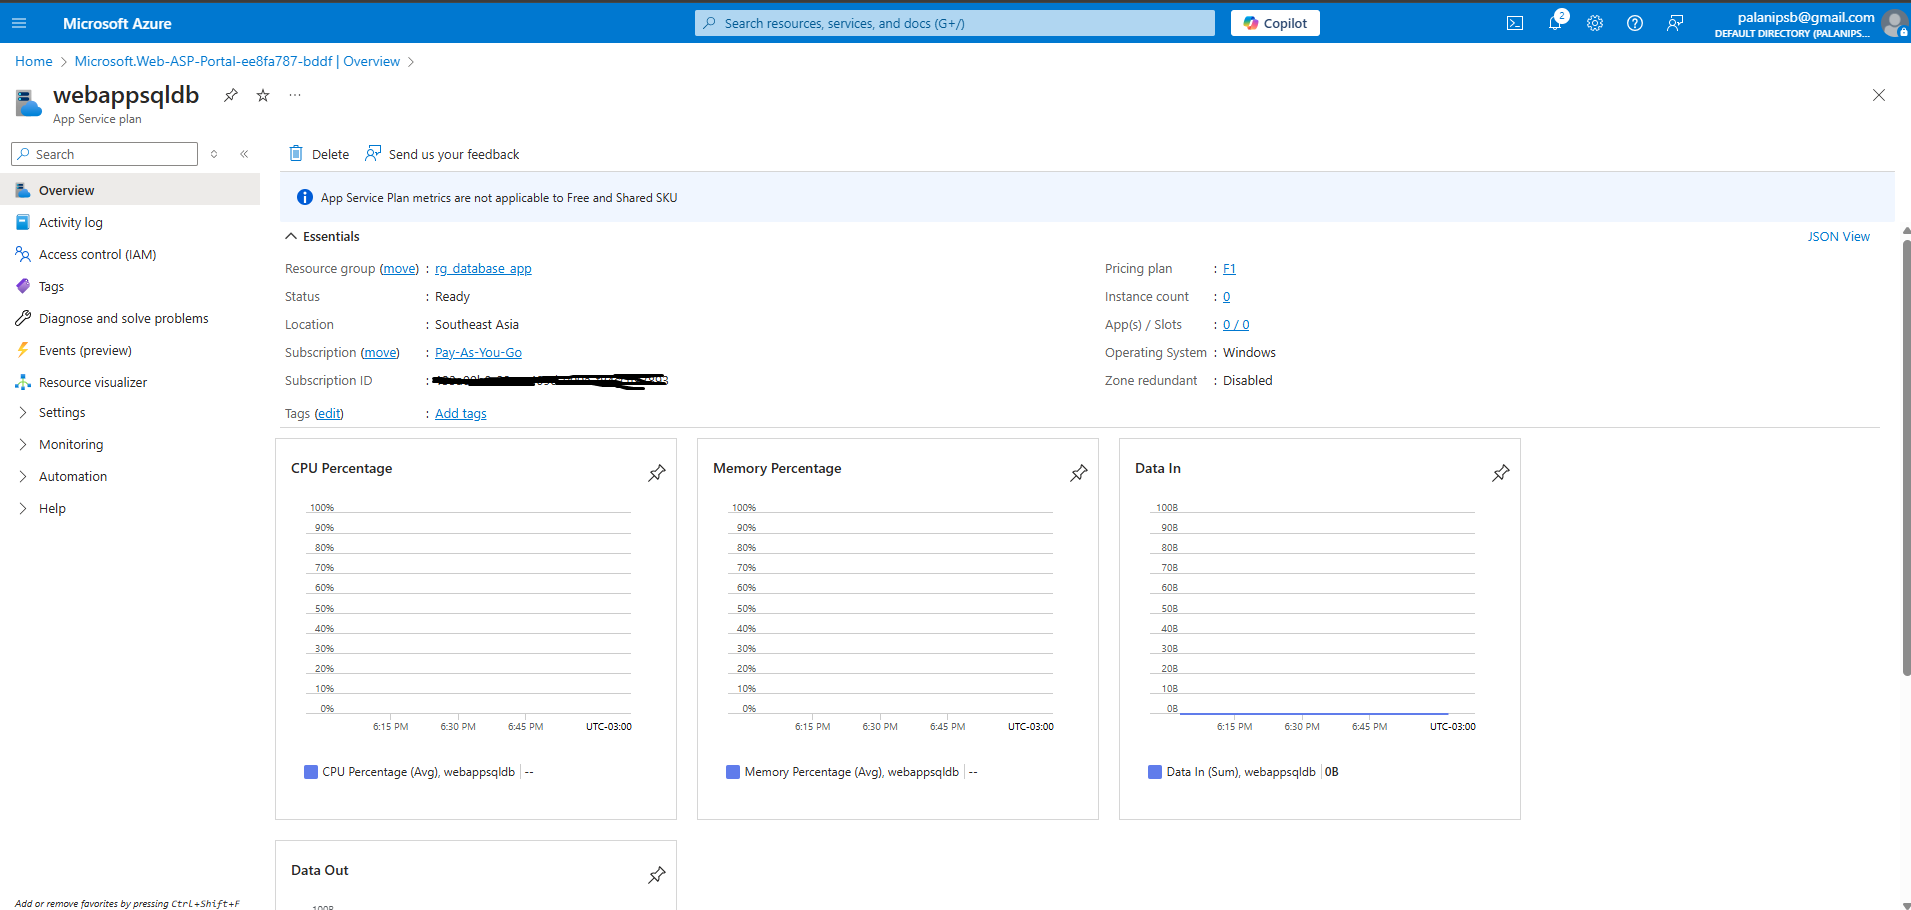 Microsoft Azure
Search resources, services, and docs (G+/)
Copilot
2
palanipsb@gmail.com
DEFAULT DIRECTORY (PALANIPS...
Home > Microsoft.Web-ASP-Portal-ee8fa787-bddf | Overview >
webappsqldb
App Service plan
Search
Overview
Activity log
Access control (IAM)
Tags
Diagnose and solve problems
Events (preview)
Resource visualizer
Settings
Monitoring
Automation
Help
Add or remove favorites by pressing Ctrl+Shift+F
Delete
Send us your feedback
App Service Plan metrics are not applicable to Free and Shared SKU
Essentials
JSON View
Resource group (move) : rg_database_app
Status : Ready
Location : Southeast Asia
Subscription (move) : Pay-As-You-Go
Subscription ID :
Tags (edit) : Add tags
Pricing plan : F1
Instance count : 0
App(s) / Slots : 0 / 0
Operating System : Windows
Zone redundant : Disabled
CPU Percentage
100%
90%
80%
70%
60%
50%
40%
30%
20%
10%
0%
6:15 PM 6:30 PM 6:45 PM UTC-03:00
CPU Percentage (Avg), webappsqldb | --
Memory Percentage
100%
90%
80%
70%
60%
50%
40%
30%
20%
10%
0%
6:15 PM 6:30 PM 6:45 PM UTC-03:00
Memory Percentage (Avg), webappsqldb | --
Data In
100B
90B
80B
70B
60B
50B
40B
30B
20B
10B
0B
6:15 PM 6:30 PM 6:45 PM UTC-03:00
Data In (Sum), webappsqldb | 0B
Data Out
100B